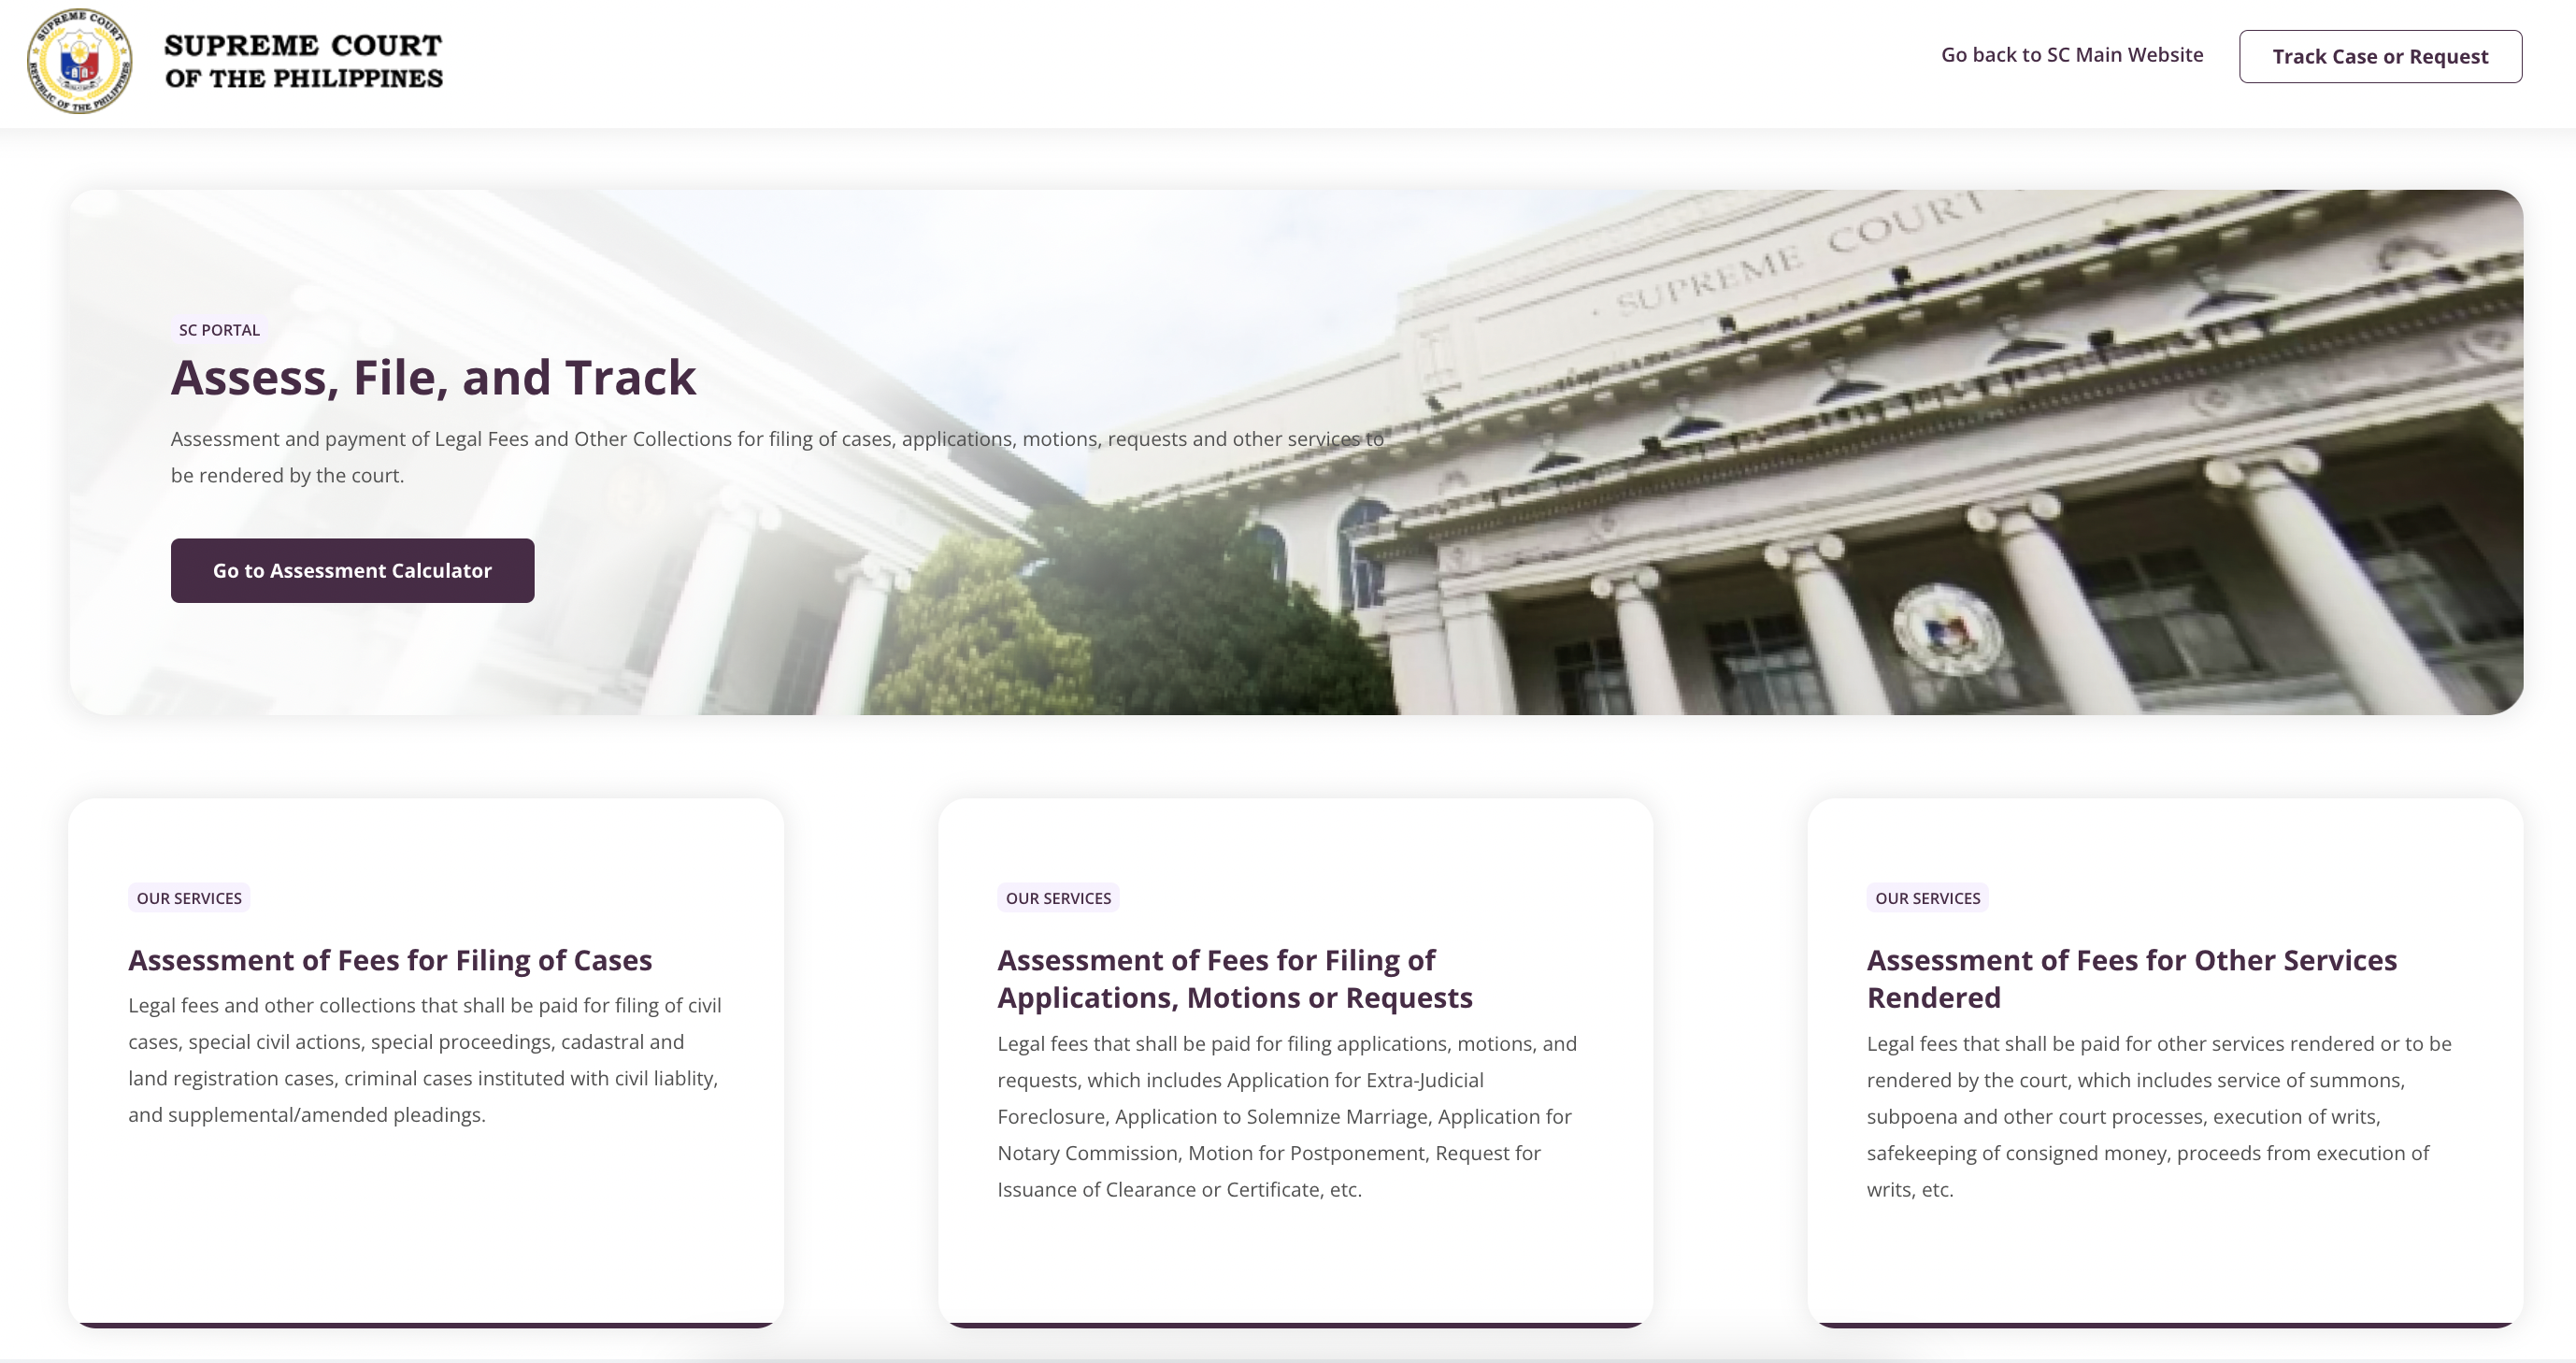 SUPREME COURT
REPUBLIC OF THE PHILIPPINES
SUPREME COURT
OF THE PHILIPPINES
Go back to SC Main Website
Track Case or Request
SUPREME COURT
SC PORTAL
Assess, File, and Track
Assessment and payment of Legal Fees and Other Collections for filing of cases, applications, motions, requests and other services to
be rendered by the court.
Go to Assessment Calculator
OUR SERVICES
Assessment of Fees for Filing of Cases
Legal fees and other collections that shall be paid for filing of civil
cases, special civil actions, special proceedings, cadastral and
land registration cases, criminal cases instituted with civil liablity,
and supplemental/amended pleadings.
OUR SERVICES
Assessment of Fees for Filing of
Applications, Motions or Requests
Legal fees that shall be paid for filing applications, motions, and
requests, which includes Application for Extra-Judicial
Foreclosure, Application to Solemnize Marriage, Application for
Notary Commission, Motion for Postponement, Request for
Issuance of Clearance or Certificate, etc.
OUR SERVICES
Assessment of Fees for Other Services
Rendered
Legal fees that shall be paid for other services rendered or to be
rendered by the court, which includes service of summons,
subpoena and other court processes, execution of writs,
safekeeping of consigned money, proceeds from execution of
writs, etc.